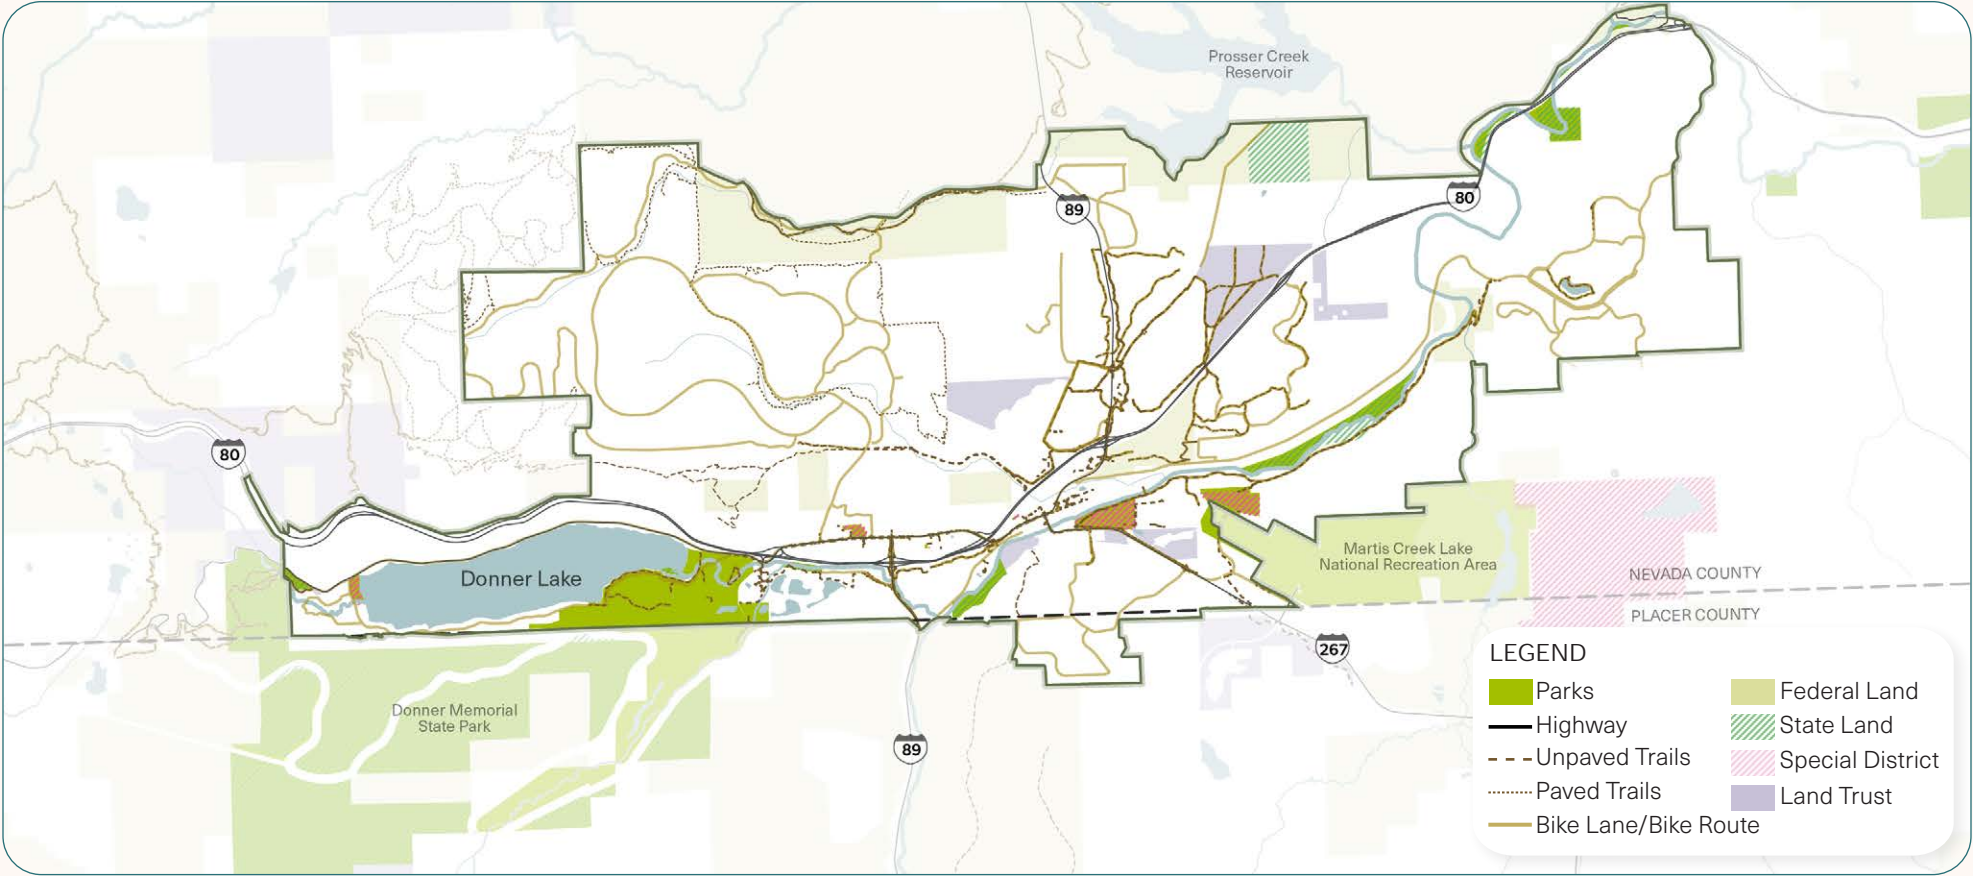 Prosser Creek
Reservoir
89
80
80
Donner Lake
Martis Creek Lake
National Recreation Area
NEVADA COUNTY
PLACER COUNTY
267
Donner Memorial
State Park
89
LEGEND
Parks
Highway
Unpaved Trails
Paved Trails
Bike Lane/Bike Route
Federal Land
State Land
Special District
Land Trust